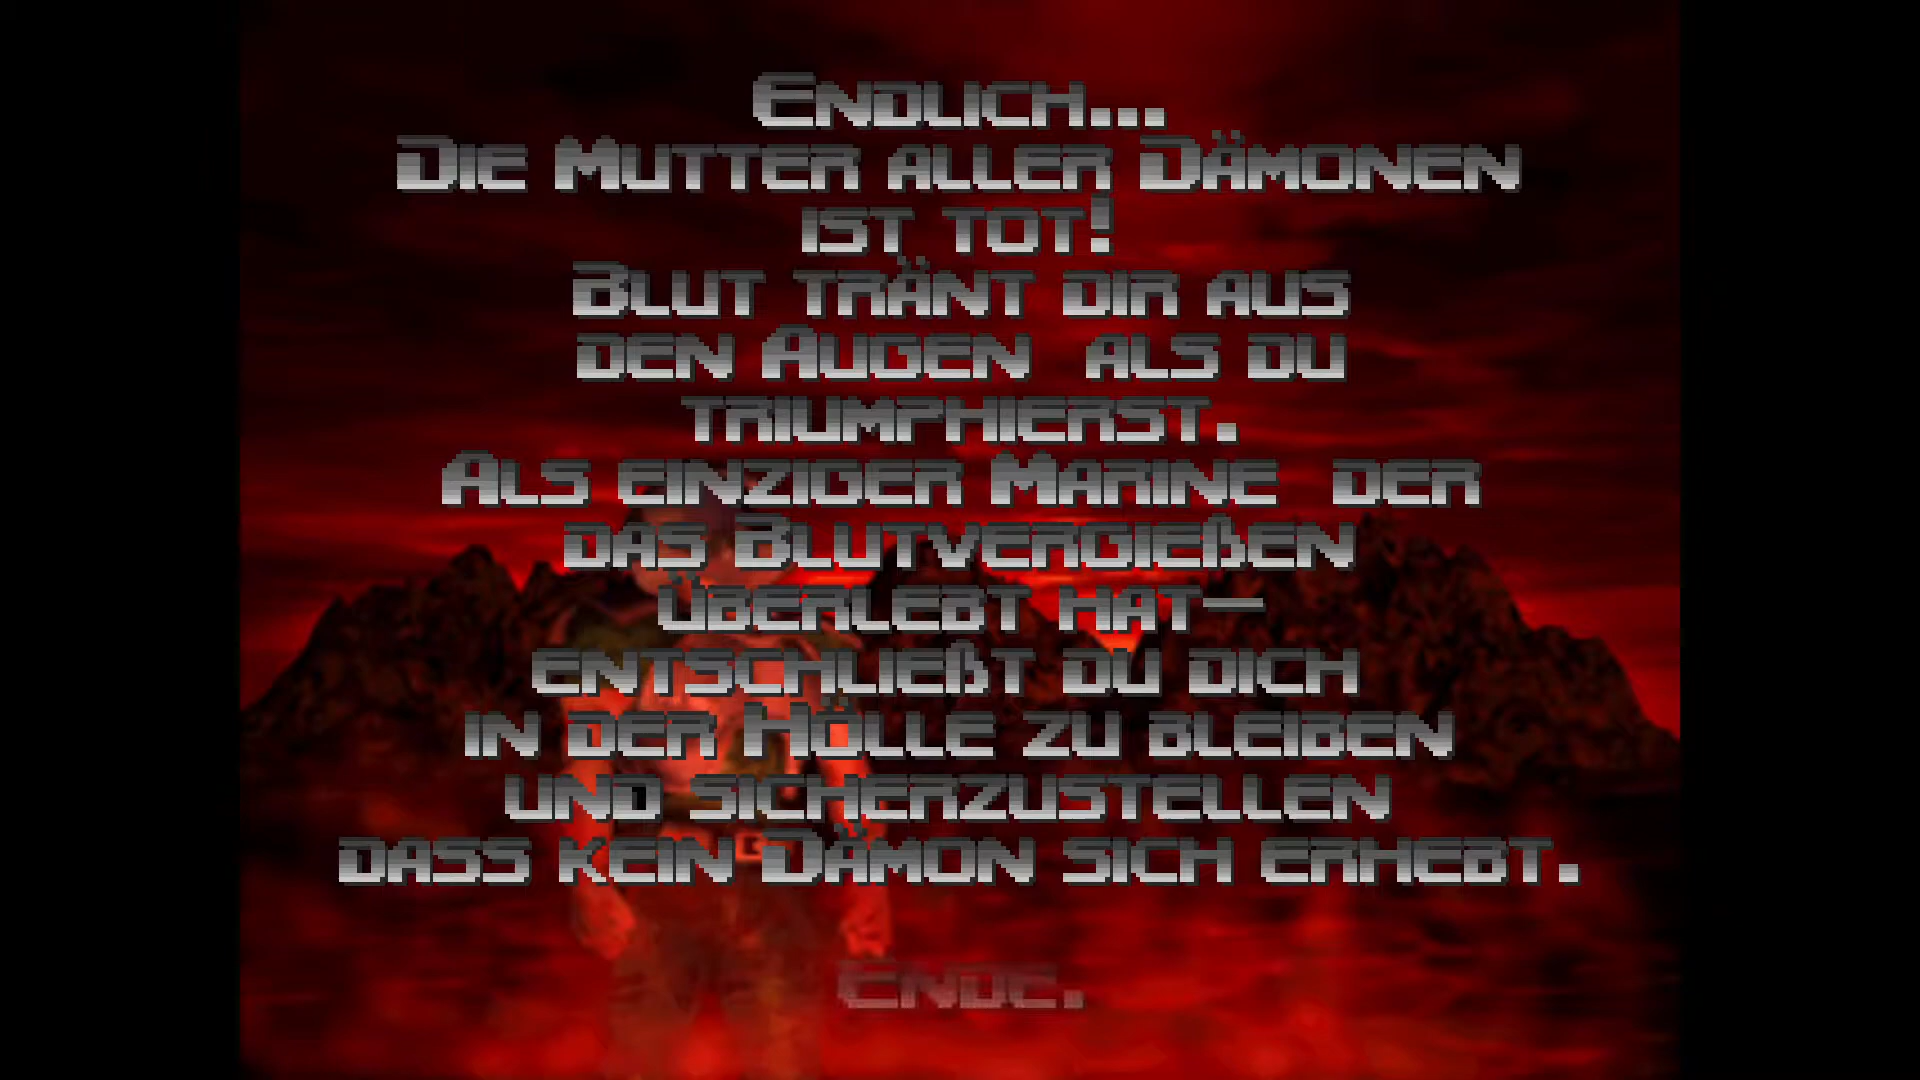 Endlich...
Die Mutter aller Dämonen
ist tot!
Blut tränt dir aus
den Augen als du
triumphierst.
Als einziger Marine der
das Blutvergießen
überlebt hat—
entschließt du dich
in der Hölle zu bleiben
und sicherzustellen
dass kein Dämon sich erhebt.
Ende.